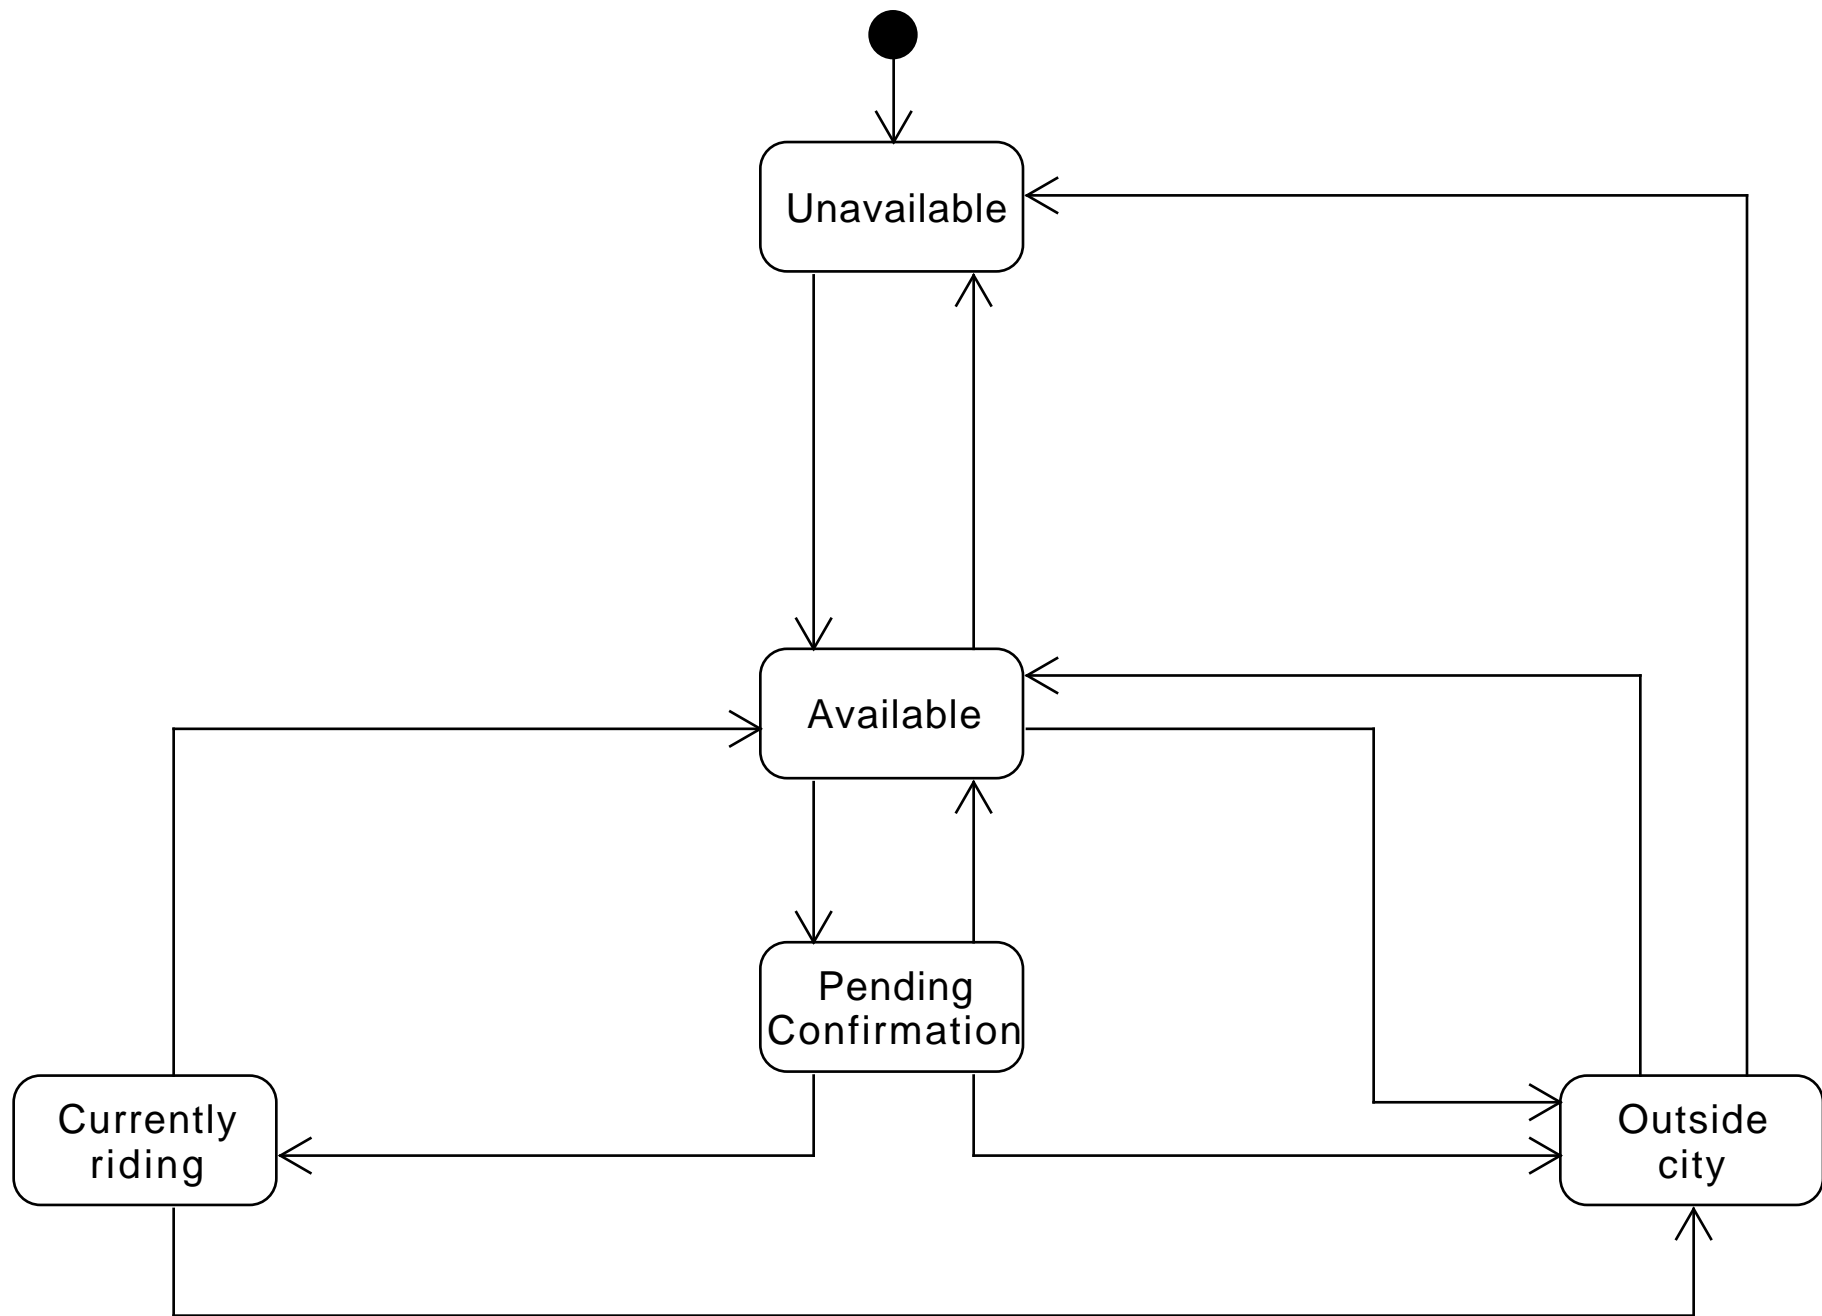 Unavailable
Available
Pending
Confirmation
Currently
riding
Outside
city